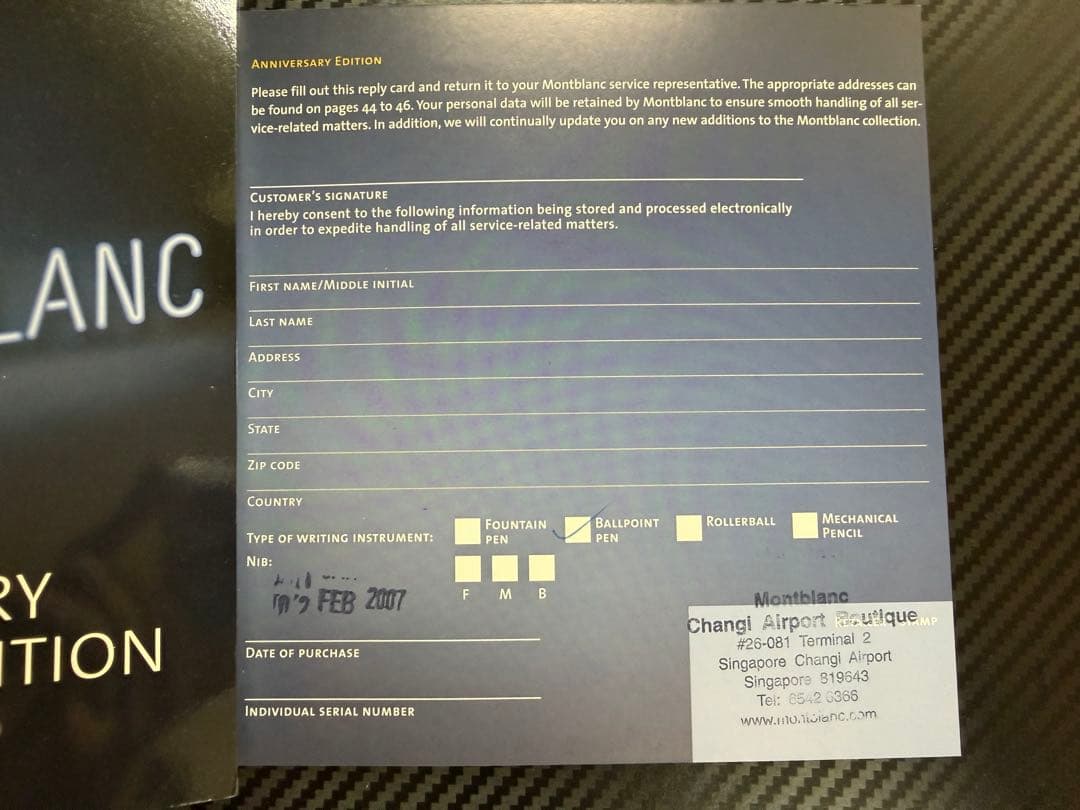 LANC
RY
ITION
ANNIVERSARY EDITION
Please fill out this reply card and return it to your Montblanc service representative. The appropriate addresses can
be found on pages 44 to 46. Your personal data will be retained by Montblanc to ensure smooth handling of all ser-
vice-related matters. In addition, we will continually update you on any new additions to the Montblanc collection.
CUSTOMER'S SIGNATURE
I hereby consent to the following information being stored and processed electronically
in order to expedite handling of all service-related matters.
FIRST NAME/MIDDLE INITIAL
LAST NAME
ADDRESS
CITY
STATE
ZIP CODE
COUNTRY
TYPE OF WRITING INSTRUMENT:
FOUNTAIN
PEN
BALLPOINT
PEN
ROLLERBALL
MECHANICAL
PENCIL
NIB:
F M B
FEB 2007
DATE OF PURCHASE
INDIVIDUAL SERIAL NUMBER
Montblanc
Changi Airport Boutique
#26-081 Terminal 2
Singapore Changi Airport
Singapore 819643
Tel: 6542 6366
www.montblanc.com